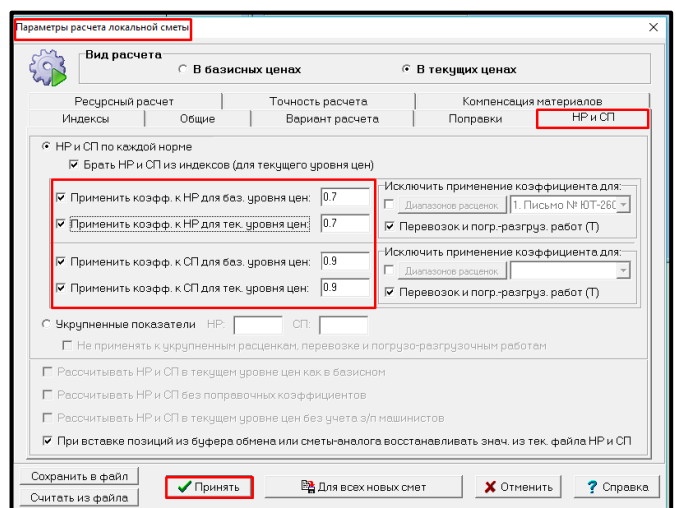 Параметры расчета локальной сметы
Вид расчета
В базисных ценах
В текущих ценах
Ресурсный расчет
Точность расчета
Компенсация материалов
Индексы
Общие
Вариант расчета
Поправки
НР и СП
НР и СП по каждой норме
Брать НР и СП из индексов (для текущего уровня цен)
Применить коэфф. к НР для баз. уровня цен: 0.7
Применить коэфф. к НР для тек. уровня цен: 0.7
Исключить применение коэффициента для:
Диапазонов расценок 1. Письмо № ЮТ-260
Перевозок и погр.-разгруз. работ (Т)
Применить коэфф. к СП для баз. уровня цен: 0.9
Применить коэфф. к СП для тек. уровня цен: 0.9
Исключить применение коэффициента для:
Диапазонов расценок
Перевозок и погр.-разгруз. работ (Т)
Укрупненные показатели НР: СП:
Не применять к укрупненным расценкам, перевозке и погрузо-разгрузочным работам
Рассчитывать НР и СП в текущем уровне цен как в базисном
Рассчитывать НР и СП без поправочных коэффициентов
Рассчитывать НР и СП в текущем уровне цен без учета з/п машинистов
При вставке позиций из буфера обмена или сметы-аналога восстанавливать знач. из тек. файла НР и СП
Сохранить в файл
Считать из файла
Принять
Для всех новых смет
Отменить
? Справка